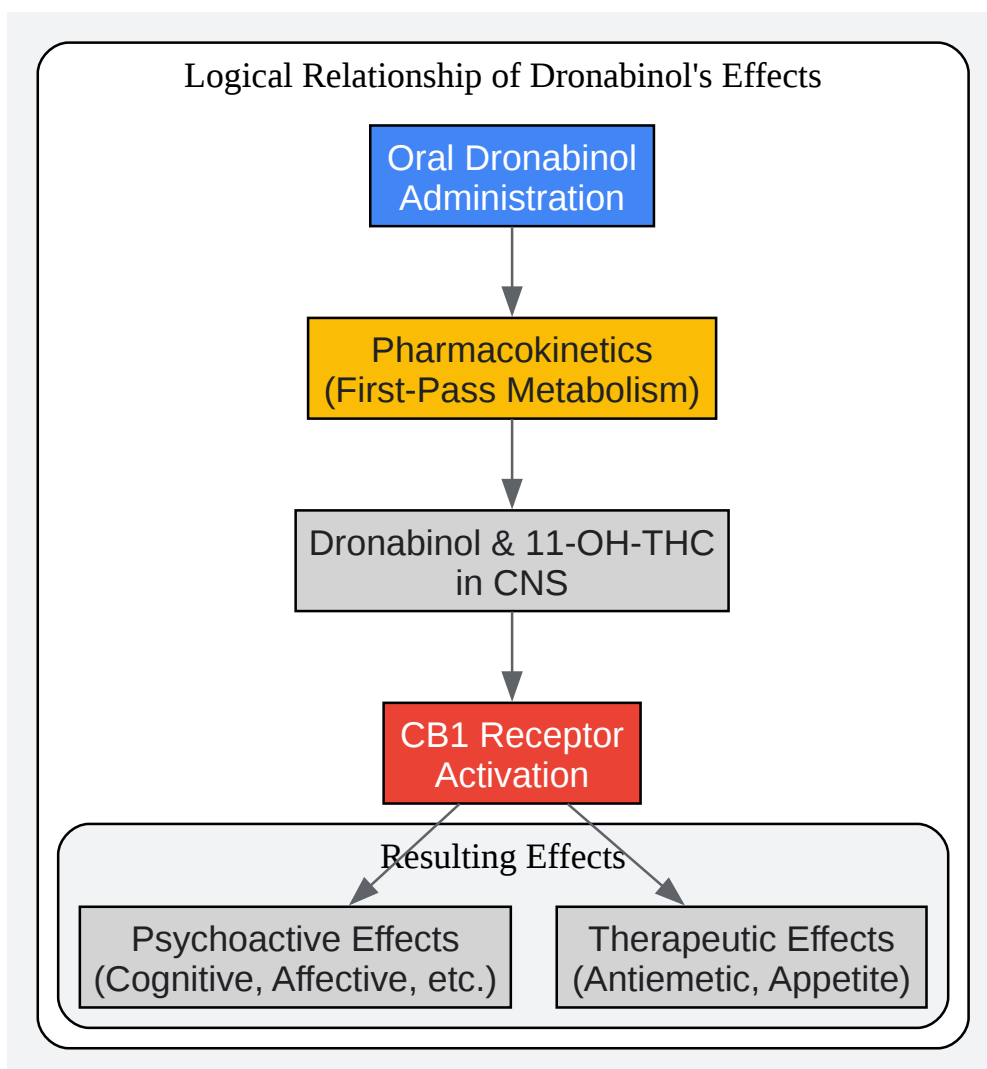 Logical Relationship of Dronabinol's Effects
Oral Dronabinol
Administration
Pharmacokinetics
(First-Pass Metabolism)
Dronabinol & 11-OH-THC
in CNS
CB1 Receptor
Activation
Resulting Effects
Psychoactive Effects
(Cognitive, Affective, etc.)
Therapeutic Effects
(Antiemetic, Appetite)